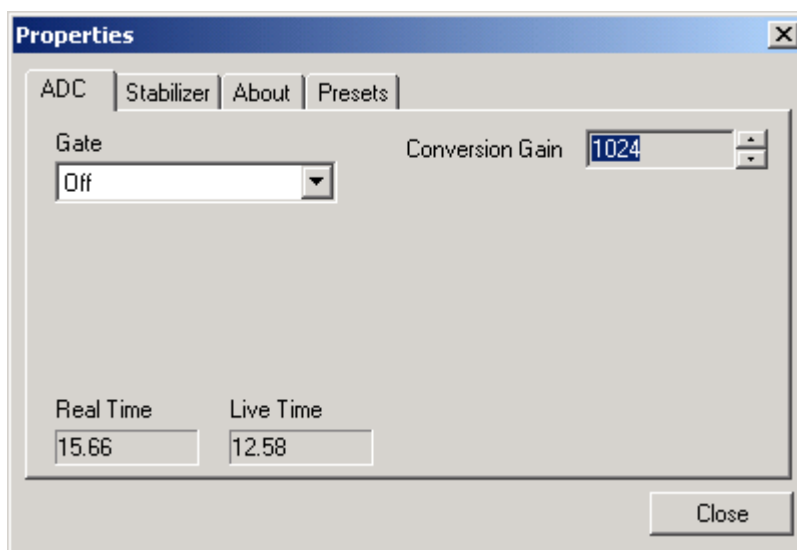 Properties
ADC Stabilizer About Presets
Gate
Conversion Gain 1024
Off
Real Time Live Time
15.66 12.58
Close